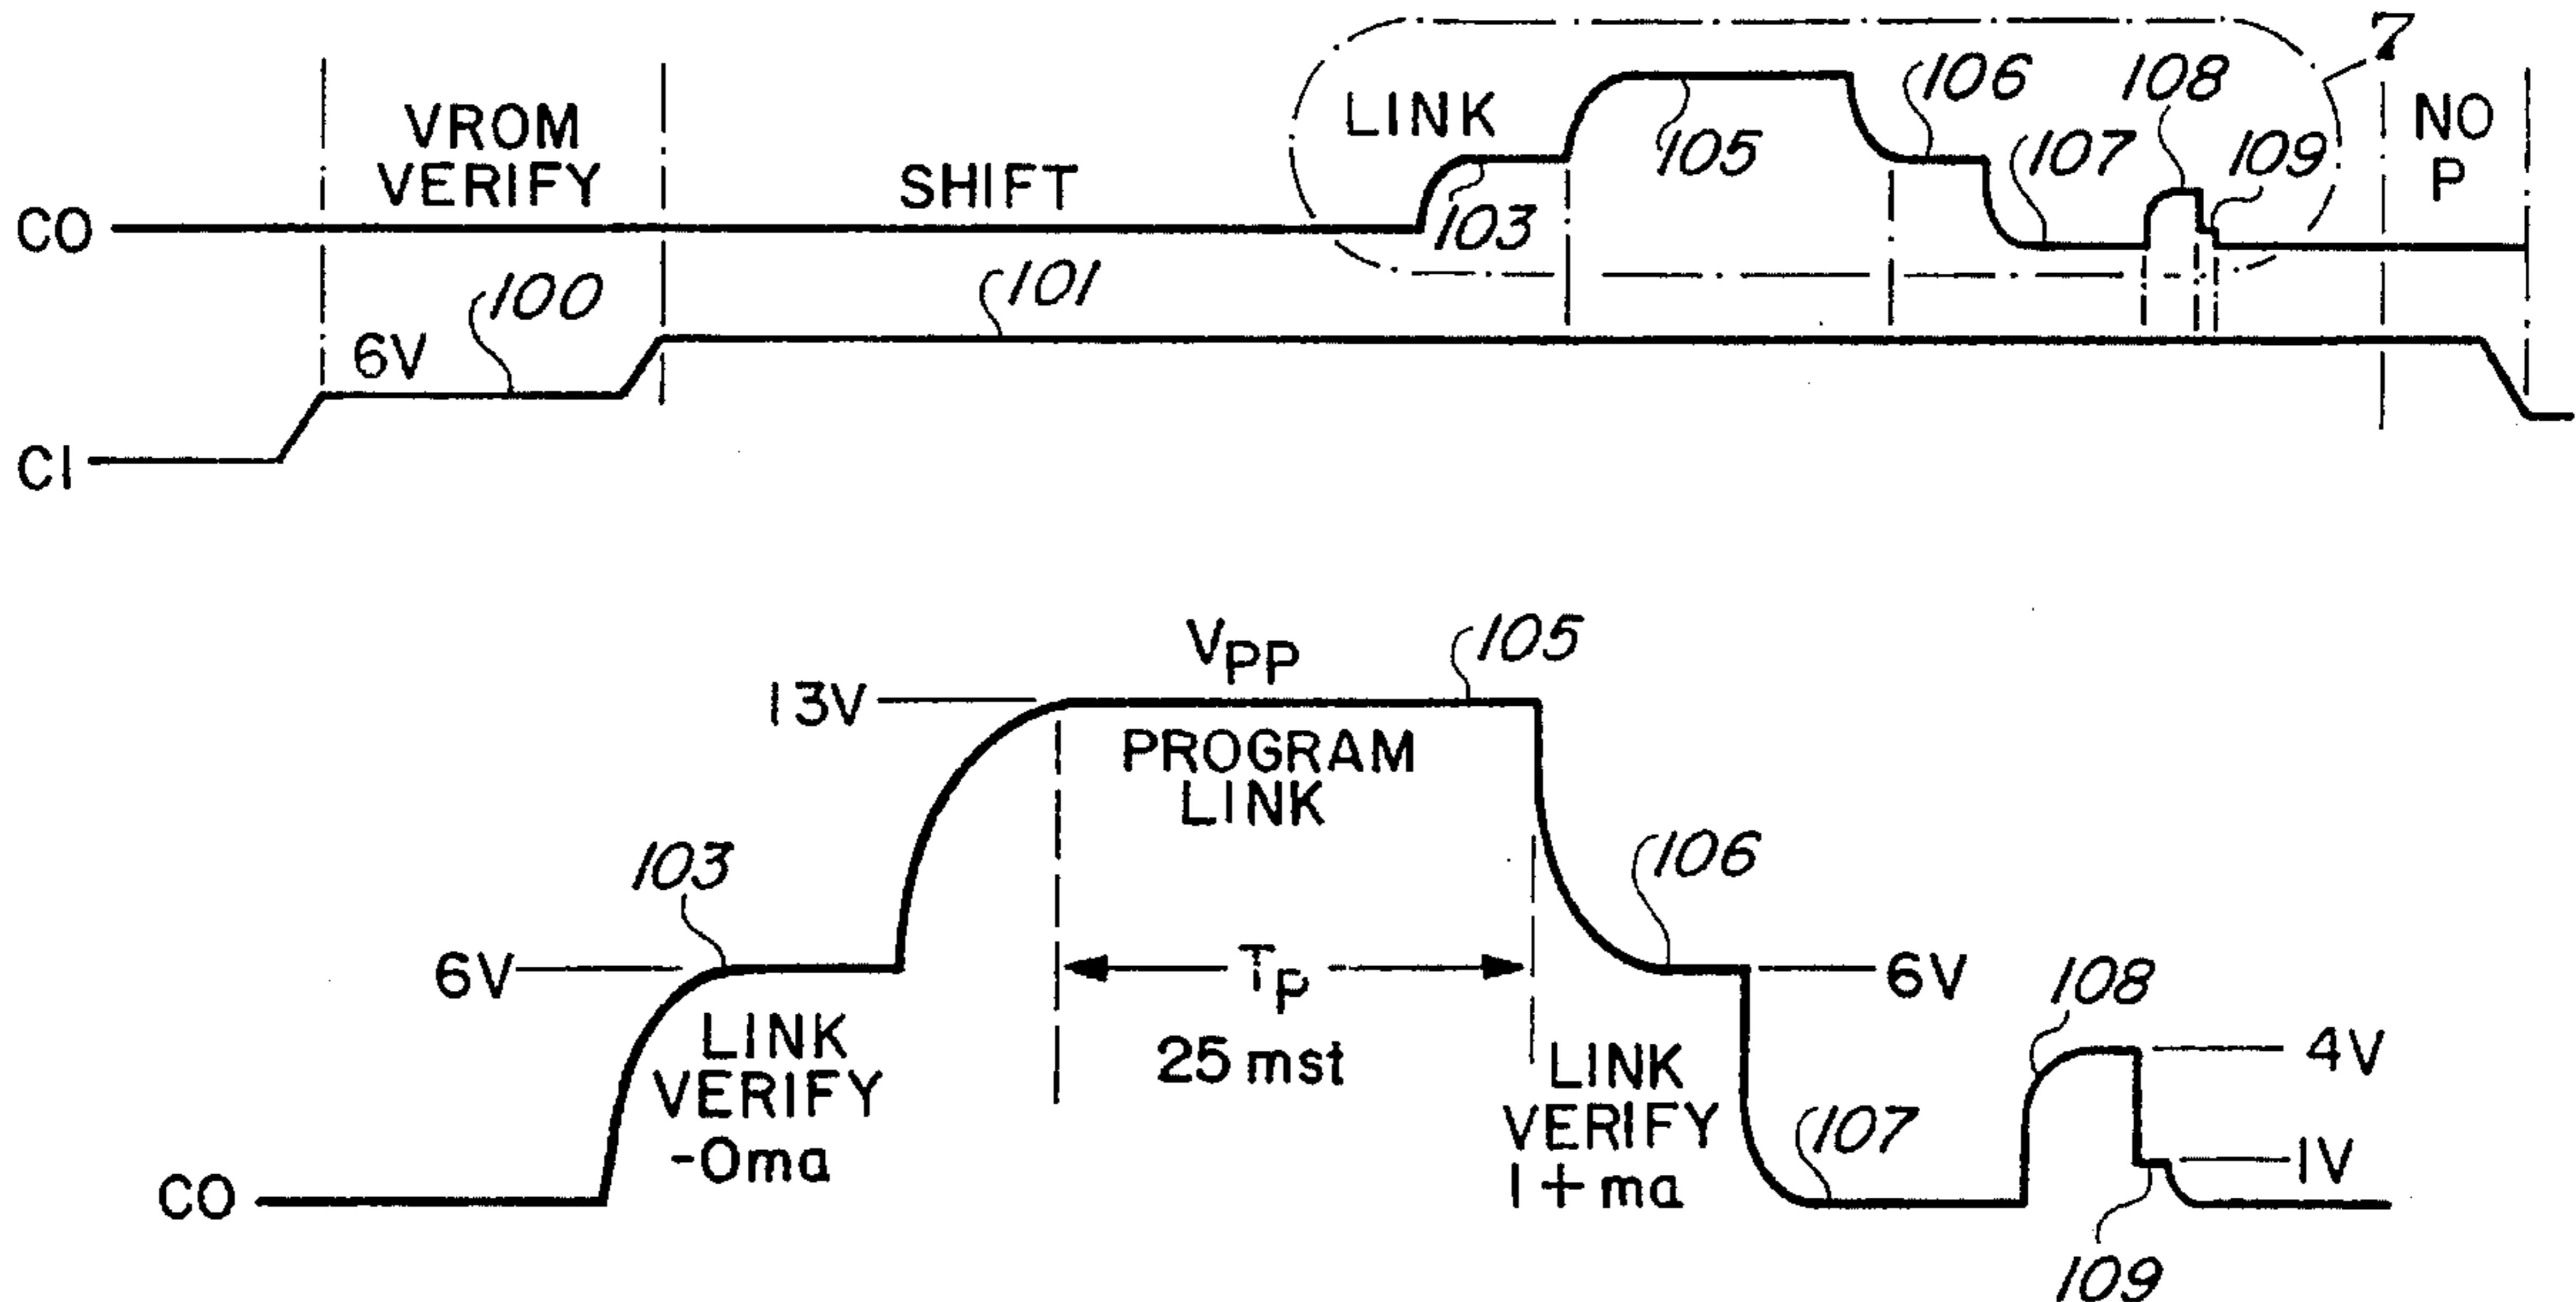 7
VROM
VERIFY
SHIFT
LINK
103
105
106
107
108
109
NO
P
CO
100
101
6V
CI
VPP
105
13V
PROGRAM
LINK
103
106
6V
TP
6V
108
LINK
VERIFY
-0ma
25 mst
LINK
VERIFY
1+ma
4V
107
1V
CO
109